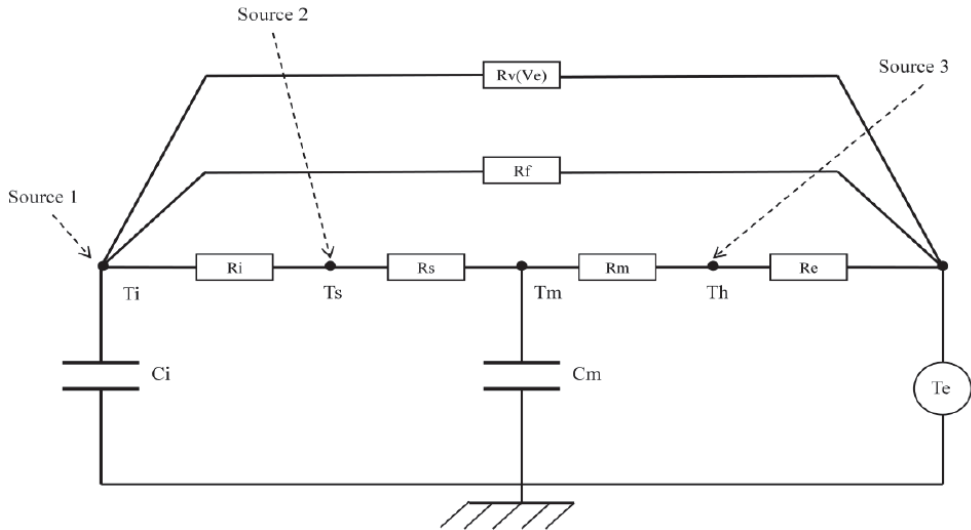 Source 2
Rv(Ve)
Source 3
Rf
Source 1
Ri
Rs
Rm
Re
Ti
Ts
Tm
Th
Ci
Cm
Te